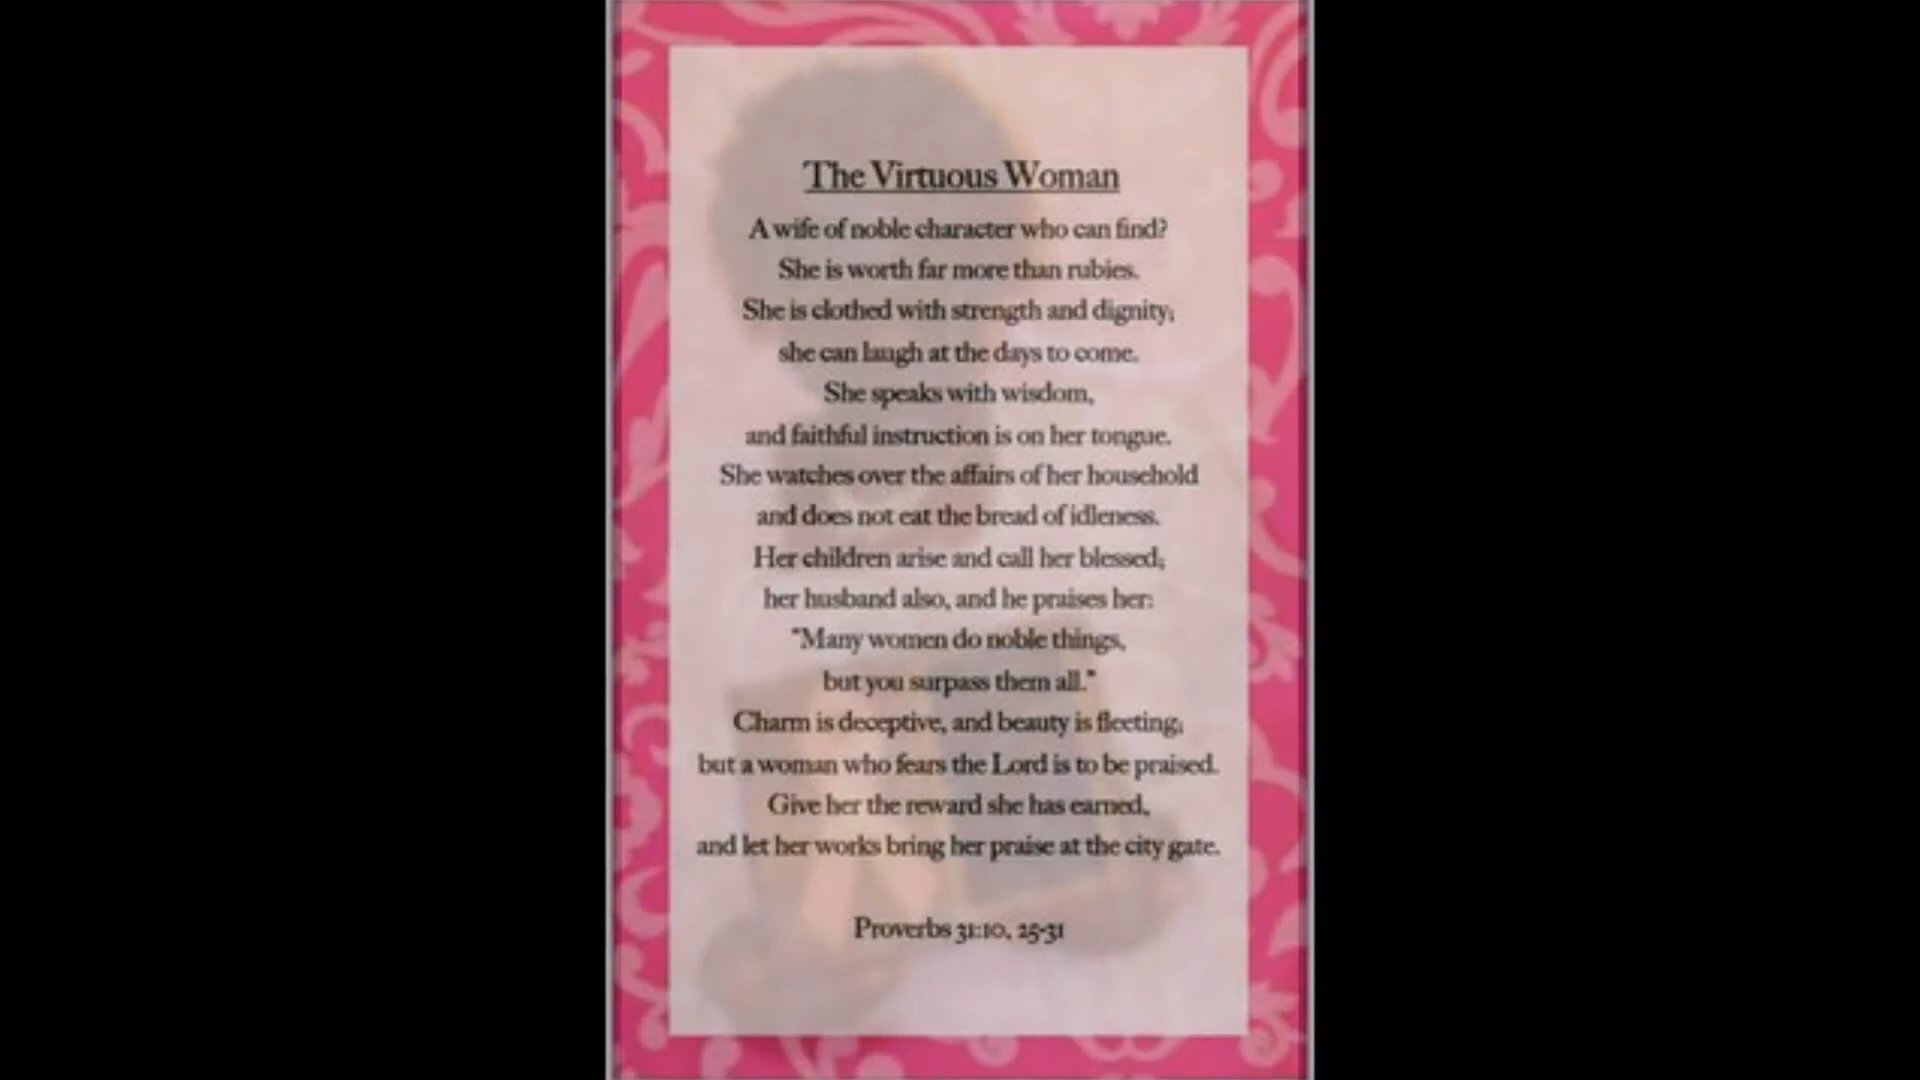 The Virtuous Woman
A wife of noble character who can find?
She is worth far more than rubies.
She is clothed with strength and dignity;
she can laugh at the days to come.
She speaks with wisdom,
and faithful instruction is on her tongue.
She watches over the affairs of her household
and does not eat the bread of idleness.
Her children arise and call her blessed;
her husband also, and he praises her:
"Many women do noble things,
but you surpass them all."
Charm is deceptive, and beauty is fleeting;
but a woman who fears the Lord is to be praised.
Give her the reward she has earned,
and let her works bring her praise at the city gate.
Proverbs 31:10, 25-31